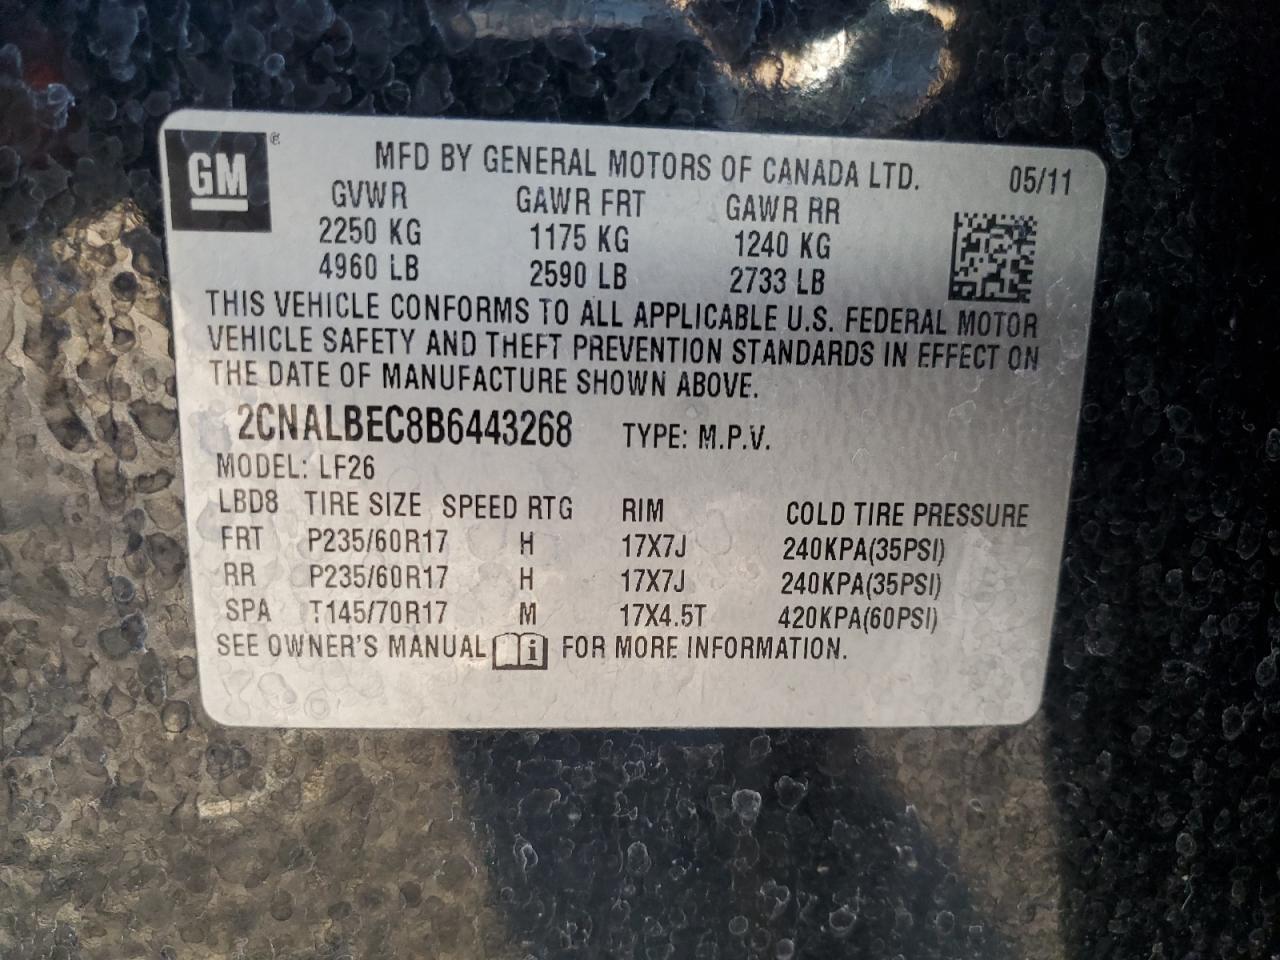 GM ®
MFD BY GENERAL MOTORS OF CANADA LTD. 05/11
GVWR GAWR FRT GAWR RR
2250 KG 1175 KG 1240 KG
4960 LB 2590 LB 2733 LB
THIS VEHICLE CONFORMS TO ALL APPLICABLE U.S. FEDERAL MOTOR
VEHICLE SAFETY AND THEFT PREVENTION STANDARDS IN EFFECT ON
THE DATE OF MANUFACTURE SHOWN ABOVE.
2CNALBEC8B6443268 TYPE: M.P.V.
MODEL: LF26
LBD8 TIRE SIZE SPEED RTG RIM COLD TIRE PRESSURE
FRT P235/60R17 H 17X7J 240KPA(35PSI)
RR P235/60R17 H 17X7J 240KPA(35PSI)
SPA T145/70R17 M 17X4.5T 420KPA(60PSI)
SEE OWNER'S MANUAL i FOR MORE INFORMATION.